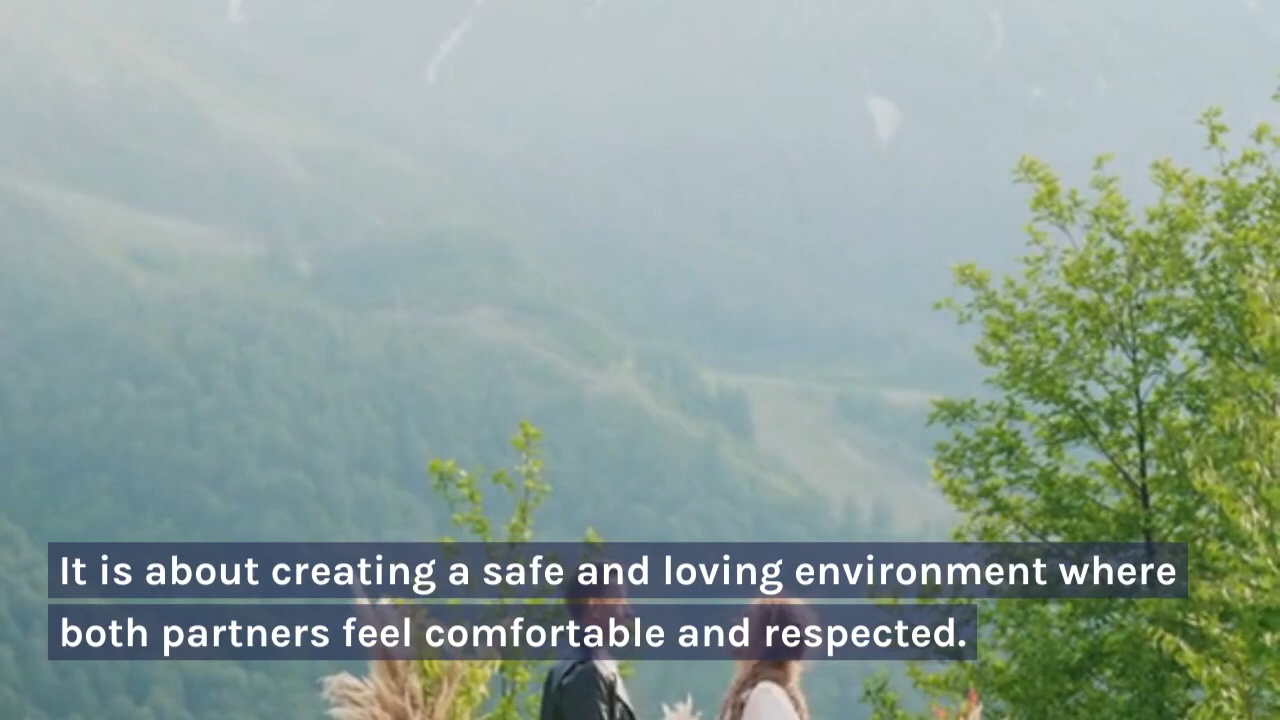 It is about creating a safe and loving environment where
both partners feel comfortable and respected.